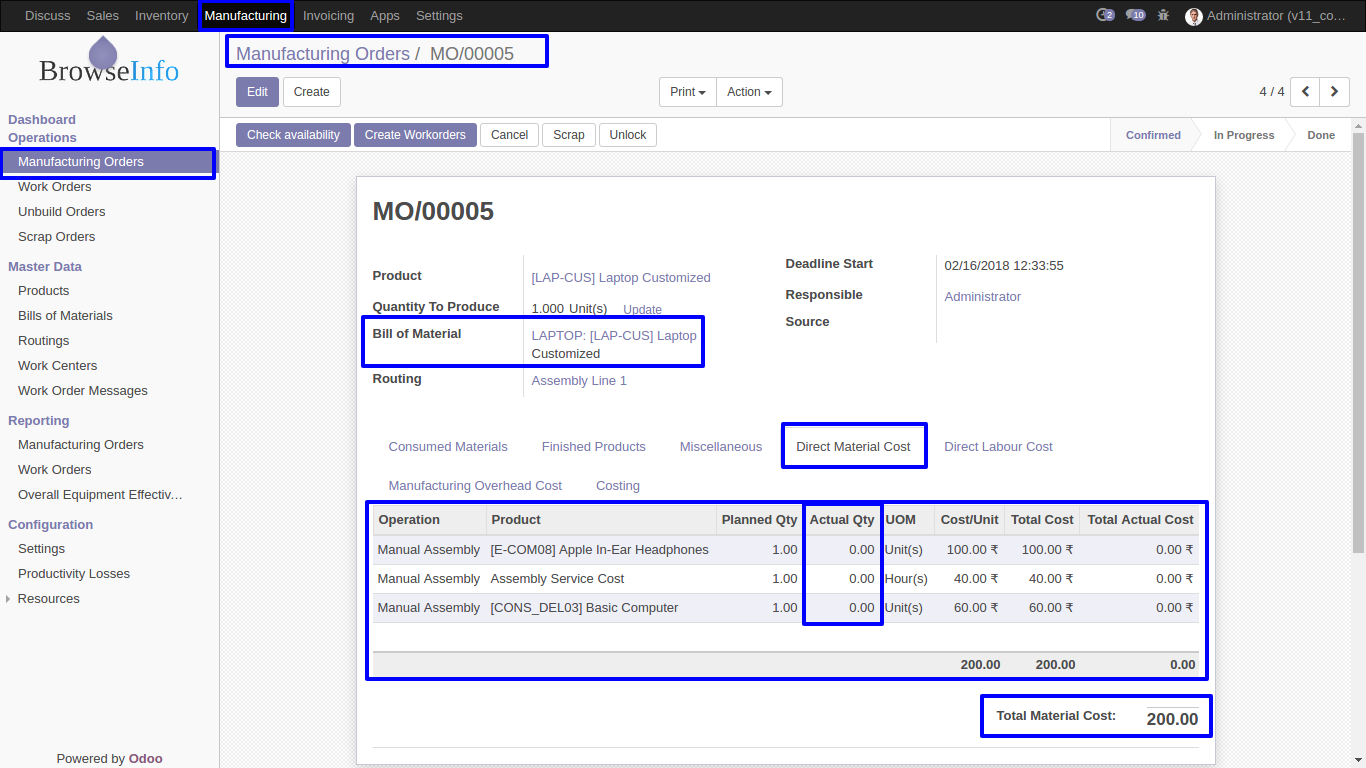 Discuss Sales Inventory Manufacturing Invoicing Apps Settings 2 10 Administrator (v11_co...
BrowseInfo
Manufacturing Orders / MO/00005
Edit Create Print Action 4 / 4
Check availability Create Workorders Cancel Scrap Unlock Confirmed In Progress Done
Dashboard
Operations
Manufacturing Orders
Work Orders
Unbuild Orders
Scrap Orders
Master Data
Products
Bills of Materials
Routings
Work Centers
Work Order Messages
Reporting
Manufacturing Orders
Work Orders
Overall Equipment Effectiv...
Configuration
Settings
Productivity Losses
Resources
Powered by Odoo
MO/00005
Product [LAP-CUS] Laptop Customized
Quantity To Produce 1.000 Unit(s) Update
Bill of Material LAPTOP: [LAP-CUS] Laptop
Customized
Routing Assembly Line 1
Deadline Start 02/16/2018 12:33:55
Responsible Administrator
Source
Consumed Materials Finished Products Miscellaneous Direct Material Cost Direct Labour Cost
Manufacturing Overhead Cost Costing
Operation Product Planned Qty Actual Qty UOM Cost/Unit Total Cost Total Actual Cost
Manual Assembly [E-COM08] Apple In-Ear Headphones 1.00 0.00 Unit(s) 100.00 ₹ 100.00 ₹ 0.00 ₹
Manual Assembly Assembly Service Cost 1.00 0.00 Hour(s) 40.00 ₹ 40.00 ₹ 0.00 ₹
Manual Assembly [CONS_DEL03] Basic Computer 1.00 0.00 Unit(s) 60.00 ₹ 60.00 ₹ 0.00 ₹
200.00 200.00 0.00
Total Material Cost: 200.00